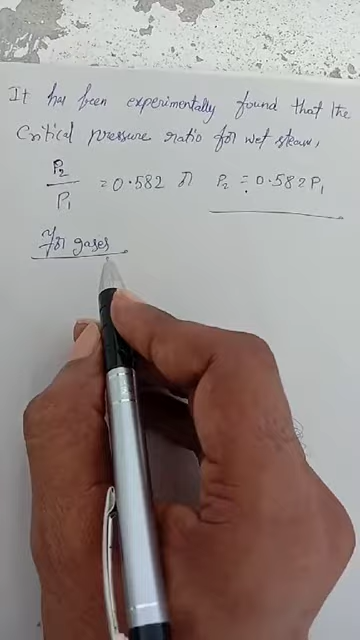 It has been experimentally found that the
Critical pressure ratio for wet steam,
P₂/P₁ = 0.582 or P₂ = 0.582 P₁
for gases